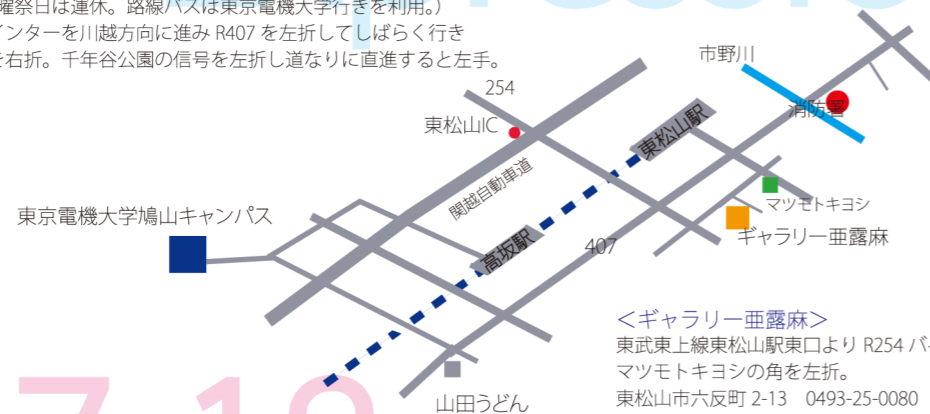 曜祭日は運休。路線バスは東京電機大学行きを利用。）
インターを川越方向に進み R407 を左折してしばらく行き
を右折。千年谷公園の信号を左折し道なりに直進すると左手。
市野川
254
消防署
東松山IC
東松山駅
関越自動車道
マツモトキヨシ
東京電機大学鳩山キャンパス
ギャラリー亜露麻
高坂駅
407
＜ギャラリー亜露麻＞
東武東上線東松山駅東口より R254 バイ
マツモトキヨシの角を左折。
東松山市六反町 2-13　0493-25-0080
山田うどん